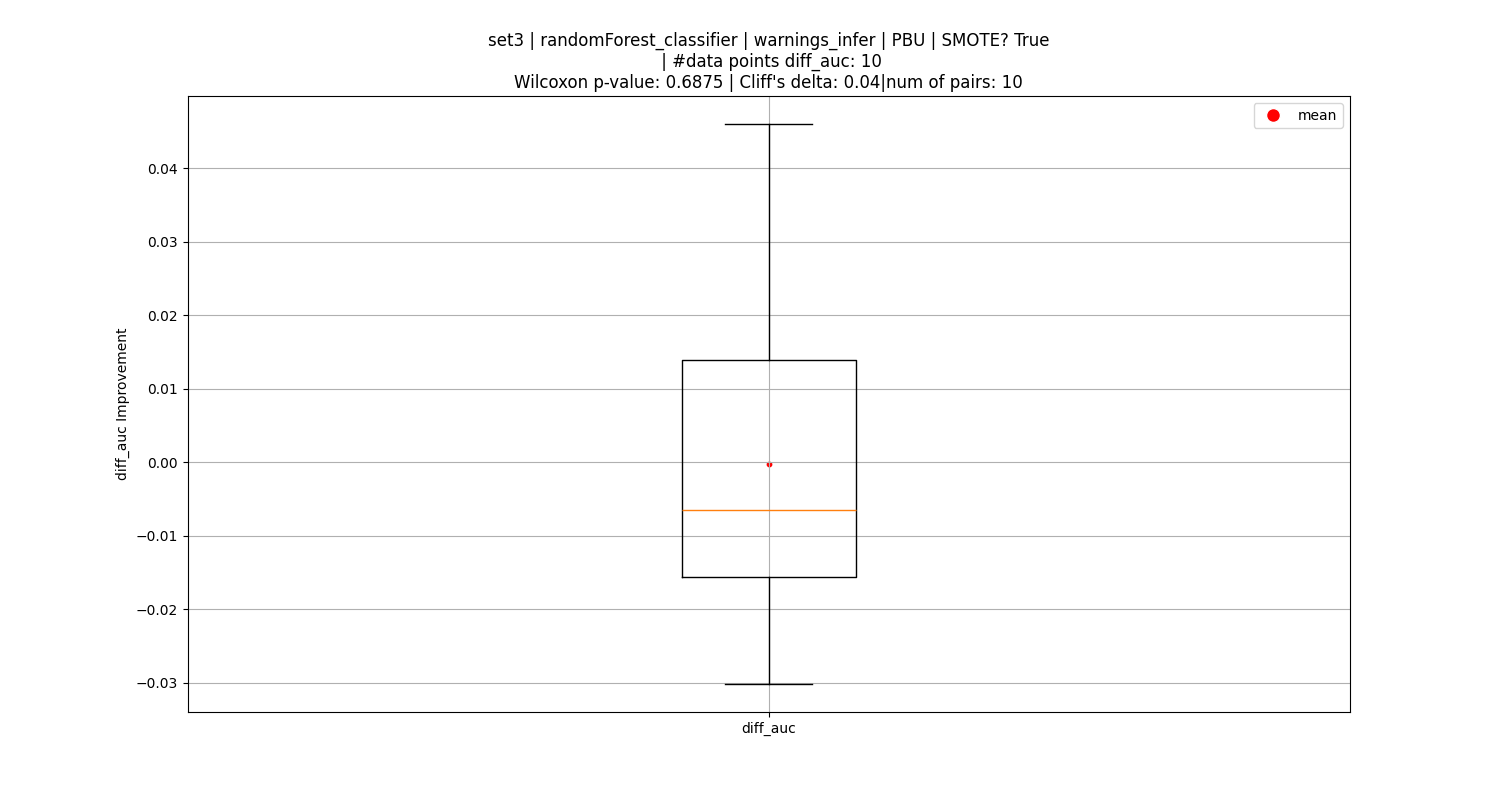 set3 | randomForest_classifier | warnings_infer | PBU | SMOTE? True
| #data points diff_auc: 10
Wilcoxon p-value: 0.6875 | Cliff's delta: 0.04|num of pairs: 10
mean
0.04
0.03
0.02
0.01
0.00
−0.01
−0.02
−0.03
diff_auc Improvement
diff_auc